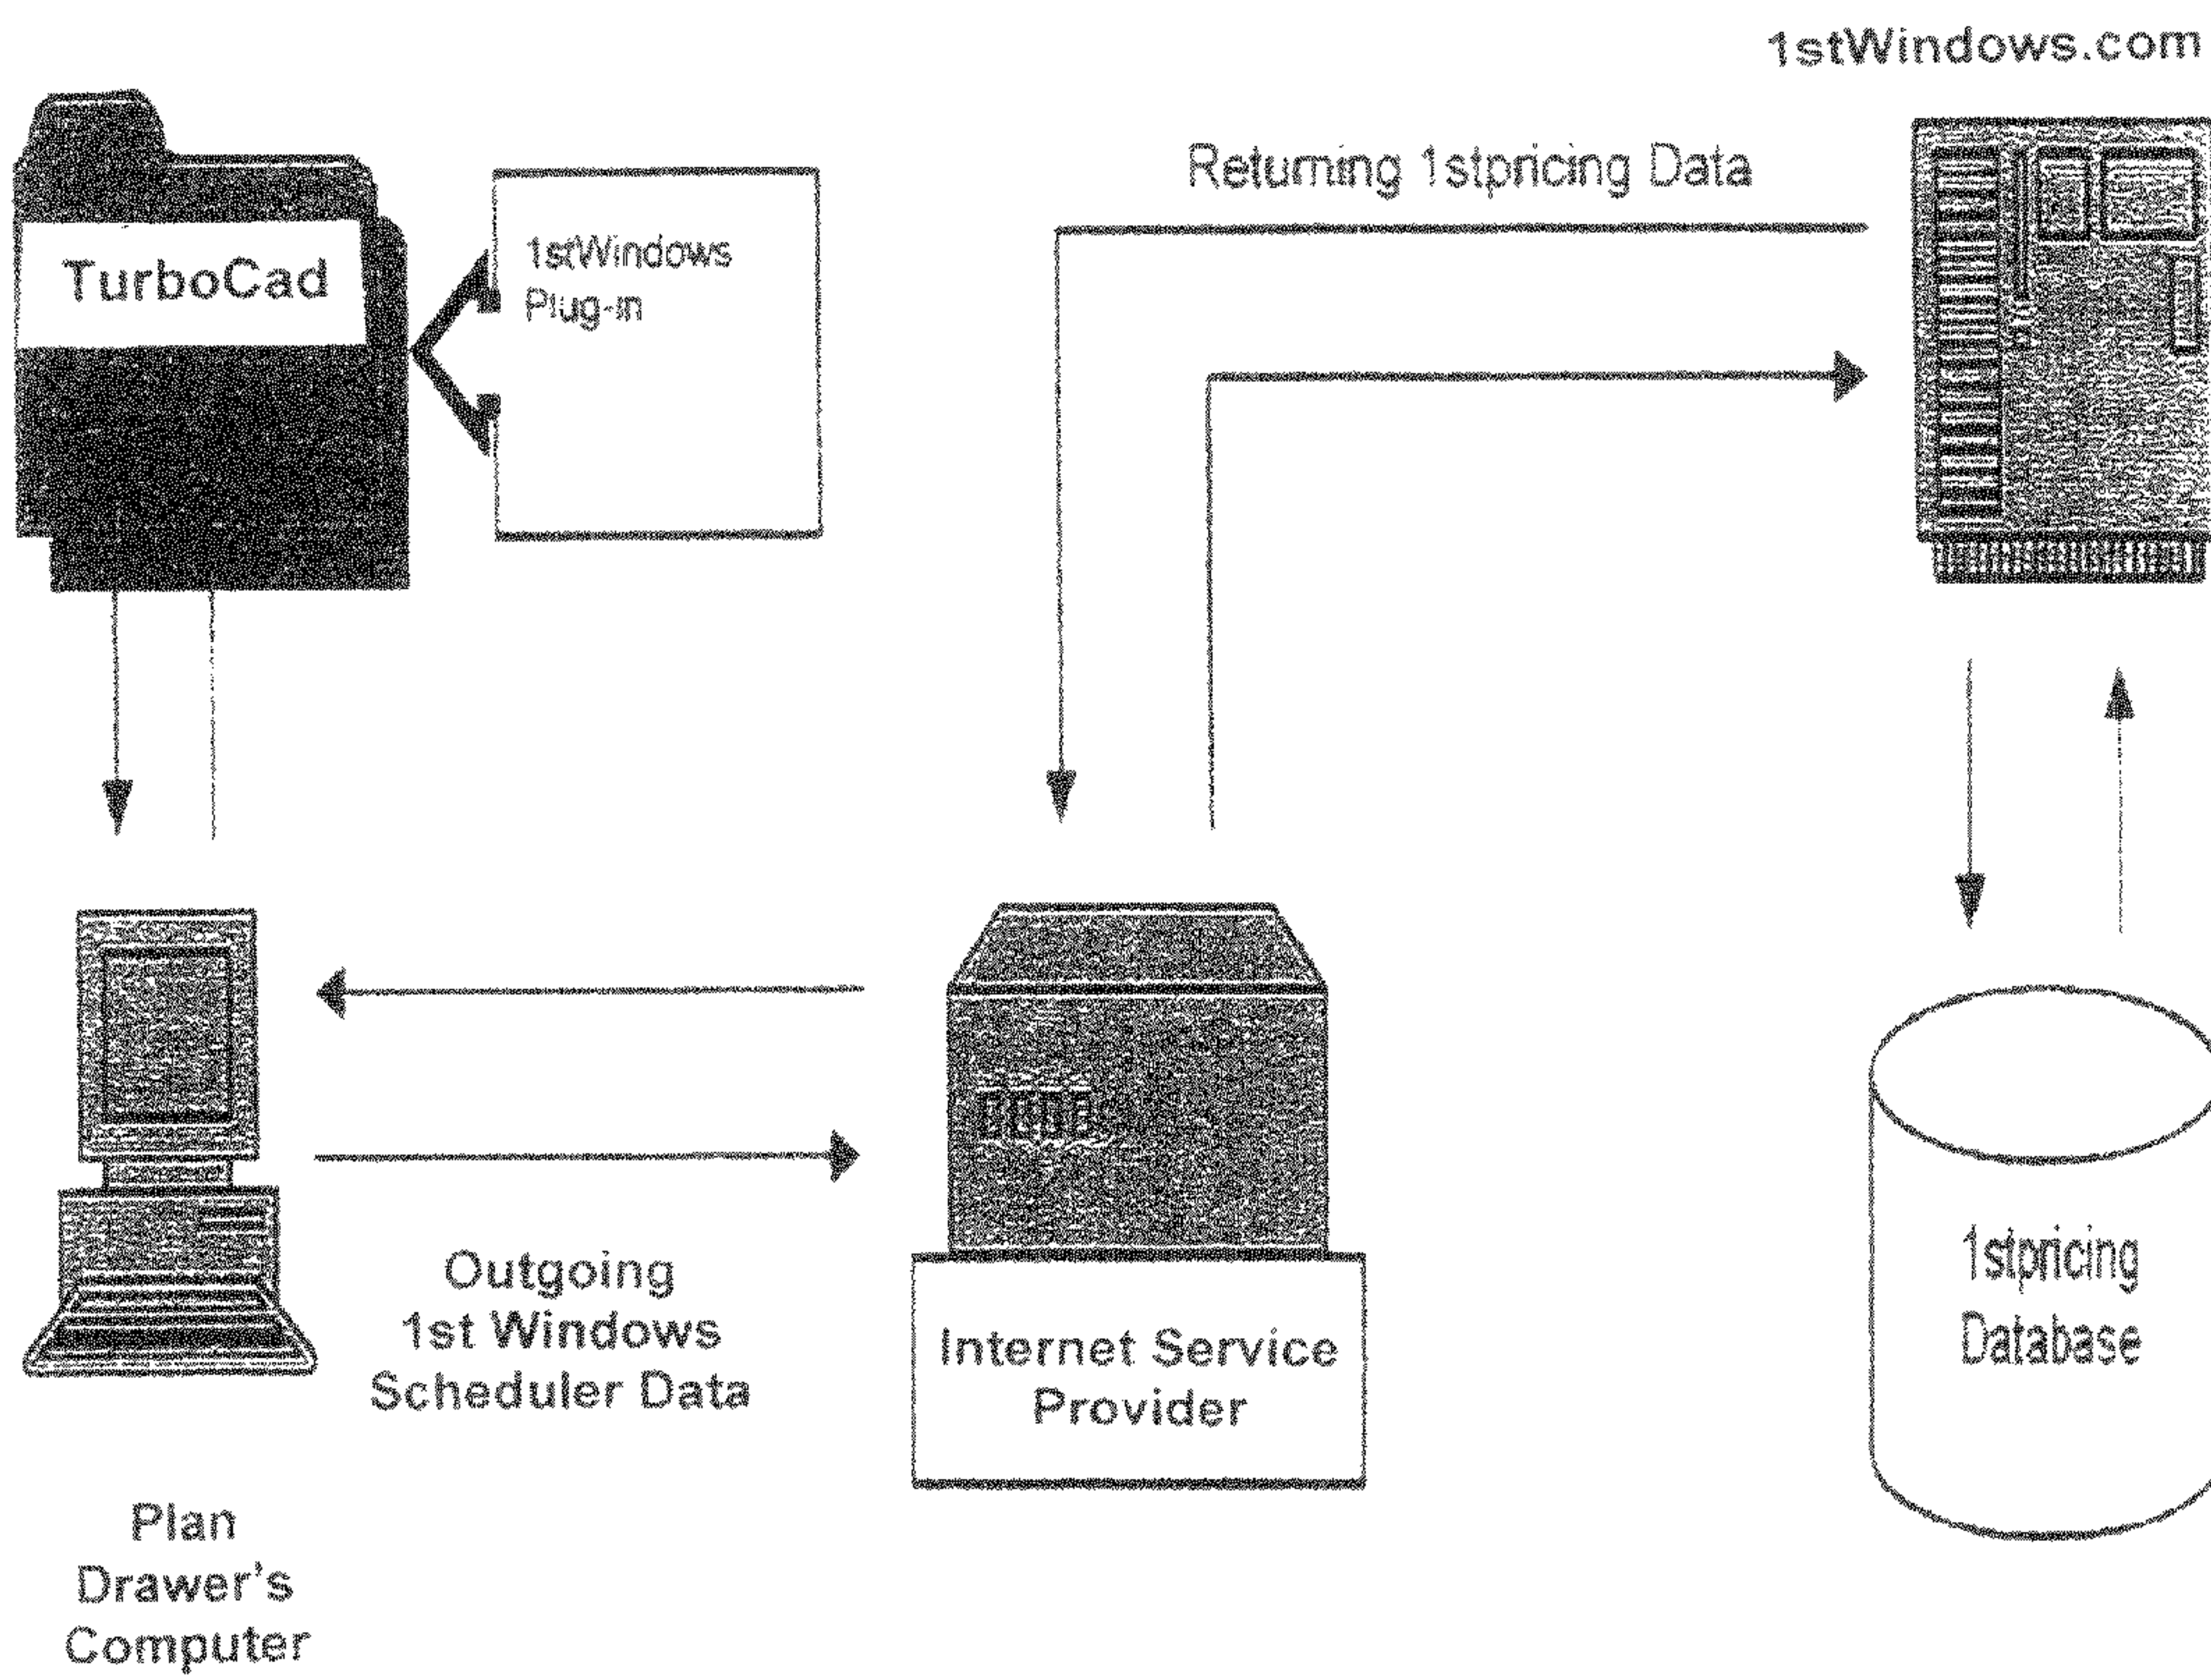 1stWindows.com
Returning 1stpricing Data
TurboCad
1stWindows
Plug-in
Outgoing
1st Windows
Scheduler Data
Internet Service
Provider
1stpricing
Database
Plan
Drawer's
Computer